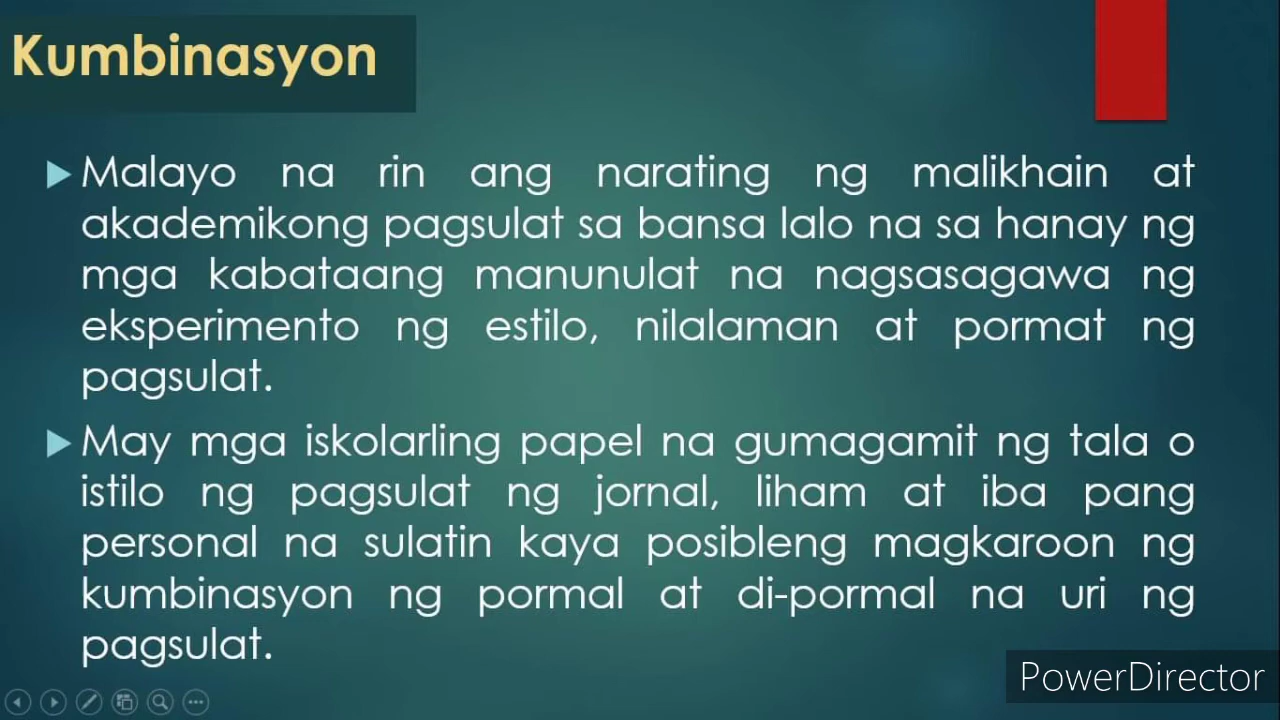 Kumbinasyon
Malayo na rin ang narating ng malikhain at
akademikong pagsulat sa bansa lalo na sa hanay ng
mga kabataang manunulat na nagsasagawa ng
eksperimento ng estilo, nilalaman at pormat ng
pagsulat.
May mga iskolarling papel na gumagamit ng tala o
istilo ng pagsulat ng jornal, liham at iba pang
personal na sulatin kaya posibleng magkaroon ng
kumbinasyon ng pormal at di-pormal na uri ng
pagsulat.
PowerDirector